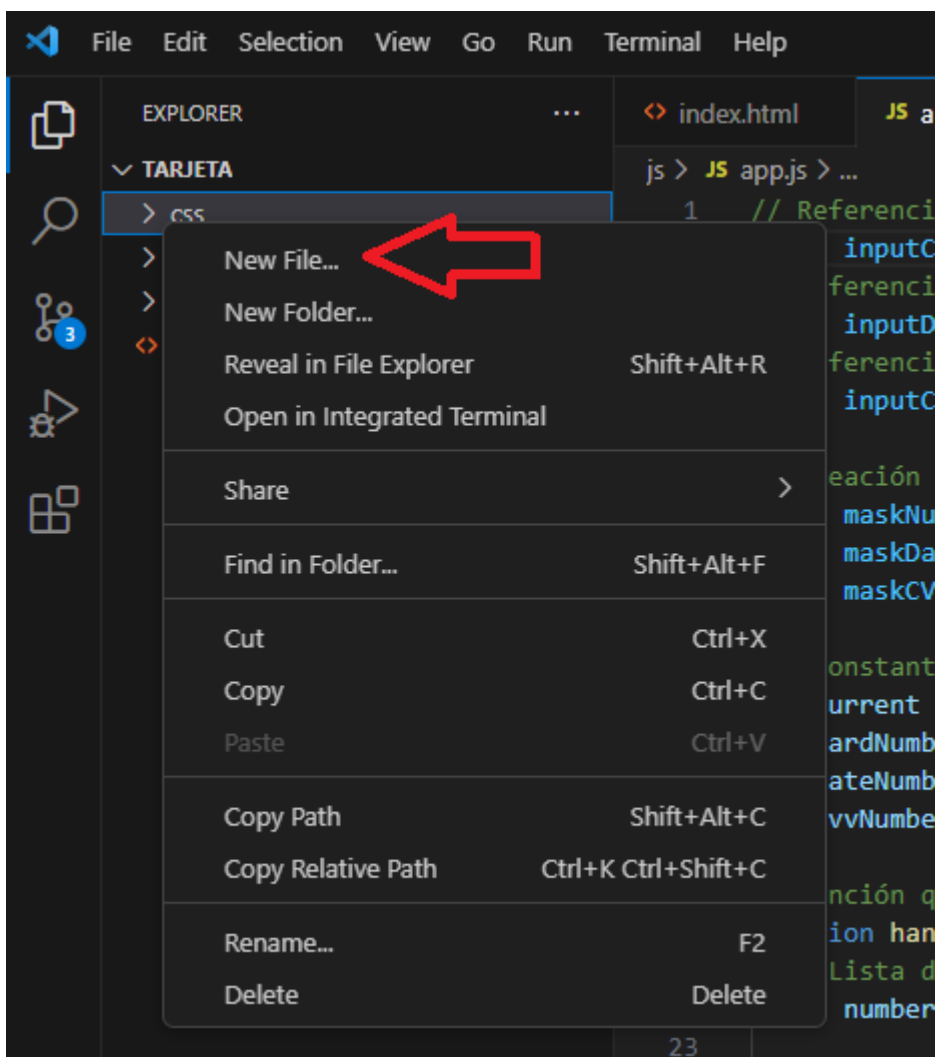 File Edit Selection View Go Run Terminal Help
EXPLORER ...
index.html JS a
TARJETA
js > JS app.js > ...
css
1 // Referenci
New File...
inputC
ferenci
New Folder...
inputD
Reveal in File Explorer Shift+Alt+R
ferenci
Open in Integrated Terminal
inputC
3
Share
eación
maskNu
Find in Folder... Shift+Alt+F
maskDa
maskCV
Cut Ctrl+X
onstant
Copy Ctrl+C
urrent
Paste Ctrl+V
ardNumb
ateNumb
Copy Path Shift+Alt+C
vvNumbe
Copy Relative Path Ctrl+K Ctrl+Shift+C
nción q
Rename... F2
ion han
Lista d
Delete Delete
number
23